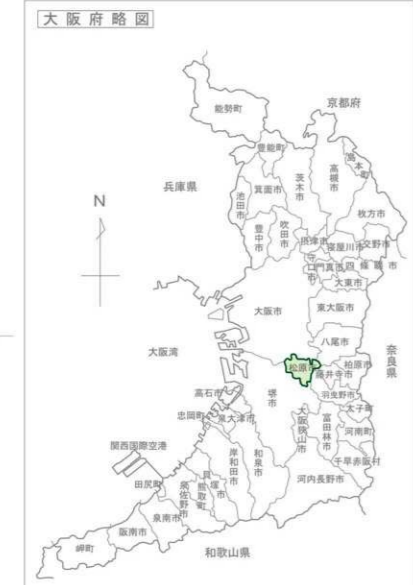 大阪府略図
能勢町
京都府
豊能町
島本町
高槻市
茨木市
兵庫県
箕面市
池田市
枚方市
吹田市
豊中市
摂津市
寝屋川市
交野市
守口市
門真市
四條畷市
大東市
N
大阪市
東大阪市
八尾市
大阪湾
奈良県
松原市
柏原市
藤井寺市
堺市
羽曳野市
高石市
太子町
忠岡町
泉大津市
大阪狭山市
富田林市
河南町
千早赤阪村
関西国際空港
和泉市
岸和田市
貝塚市
河内長野市
田尻町
熊取町
泉佐野市
泉南市
阪南市
岬町
和歌山県